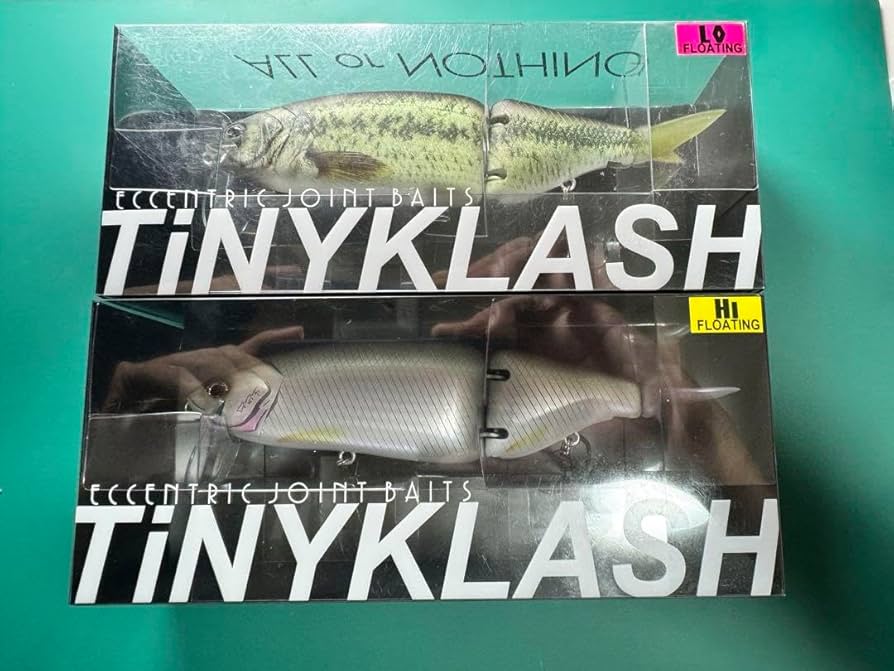 LO
FLOATING
ALL or NOTHING
ECCENTRIC JOINT BAITS
TiNYKLASH
Hi
FLOATING
ECCENTRIC JOINT BAITS
TiNYKLASH